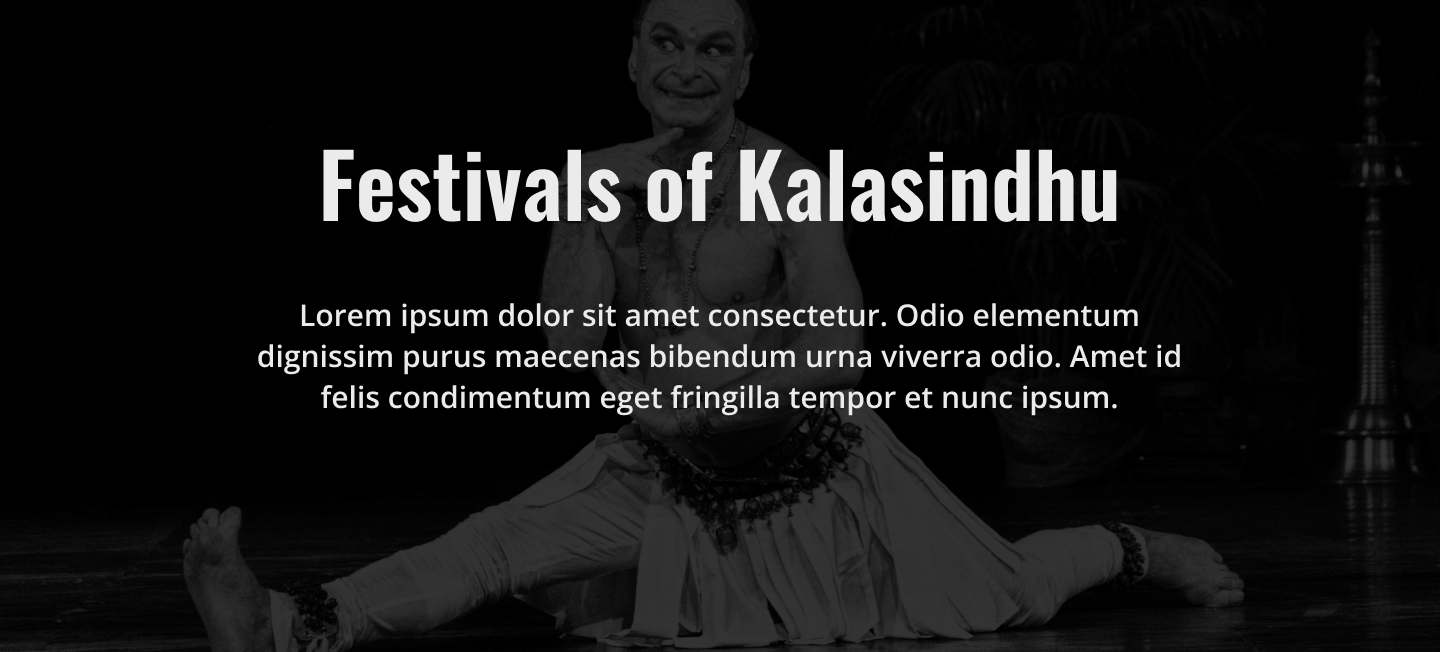 Festivals of Kalasindhu
Lorem ipsum dolor sit amet consectetur. Odio elementum
dignissim purus maecenas bibendum urna viverra odio. Amet id
felis condimentum eget fringilla tempor et nunc ipsum.